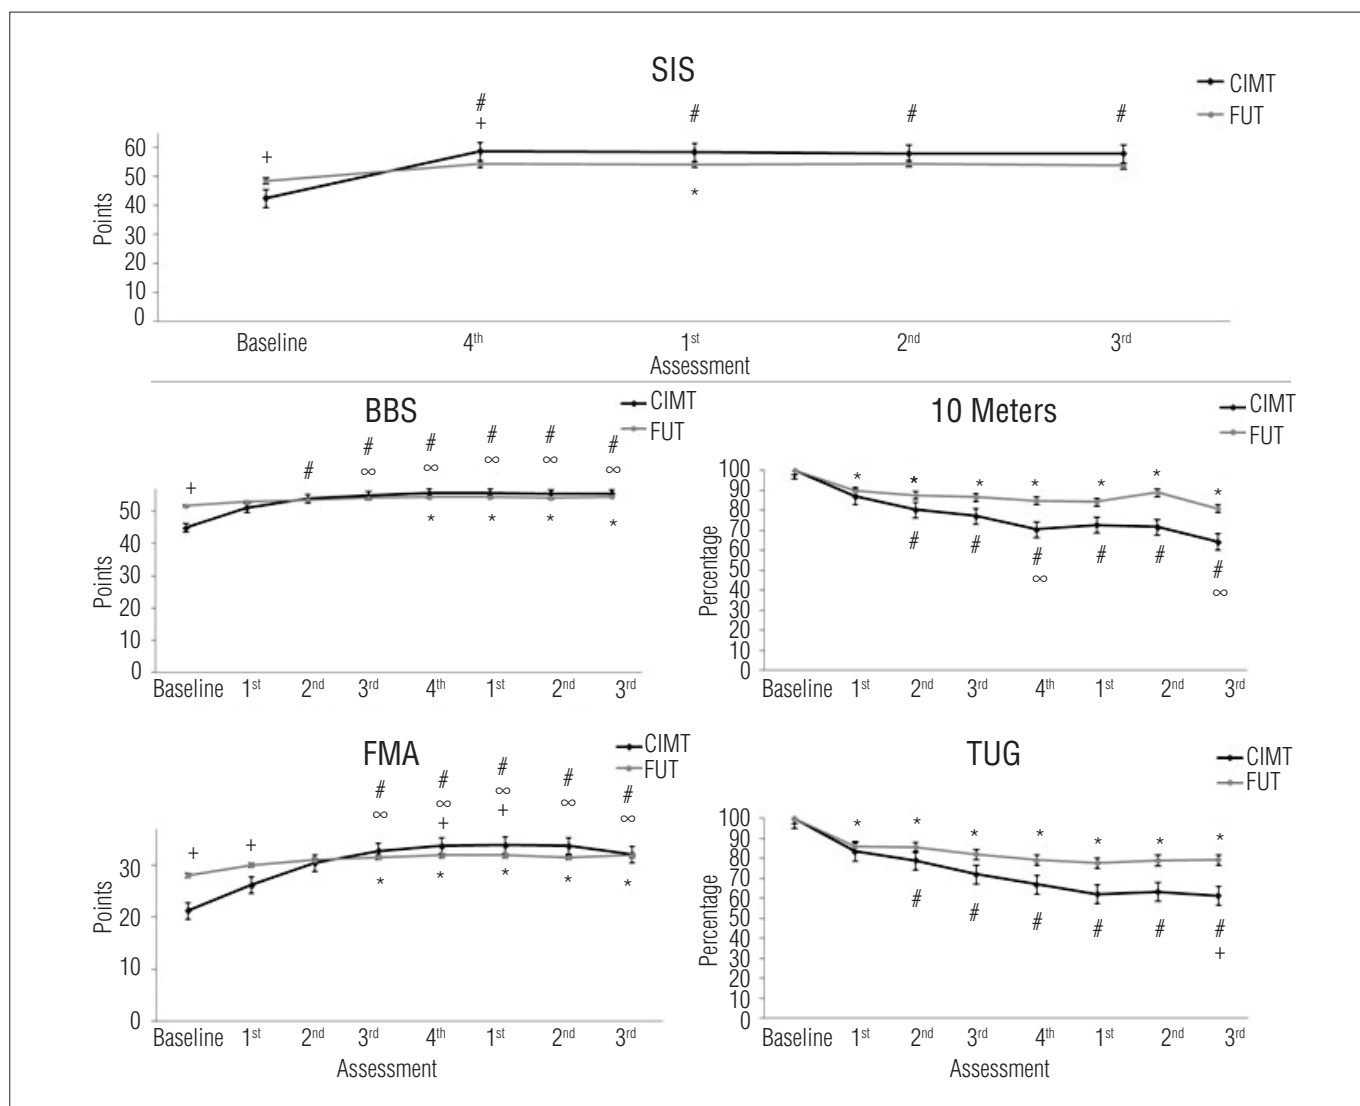 SIS
CIMT
FUT
# # # #
+ +
60
50
40
30
20
10
0
*
Points
Baseline 4th 1st 2nd 3rd
Assessment
BBS
CIMT
FUT
# # # # # #
+ ∞ ∞ ∞ ∞ ∞
50
40
30
20
10
0
* * * *
Points
Baseline 1st 2nd 3rd 4th 1st 2nd 3rd
10 Meters
CIMT
FUT
100
90
80
70
60
50
40
30
20
10
0
* * * * * * *
# # # # # #
∞ ∞
Percentage
Baseline 1st 2nd 3rd 4th 1st 2nd 3rd
FMA
CIMT
FUT
# # # # #
∞ ∞ ∞ ∞ ∞
+ + + +
30
20
10
0
* * * * *
Points
Baseline 1st 2nd 3rd 4th 1st 2nd 3rd
Assessment
TUG
CIMT
FUT
100
90
80
70
60
50
40
30
20
10
0
* * * * * * *
# # # # # #
+
Percentage
Baseline 1st 2nd 3rd 4th 1st 2nd 3rd
Assessment